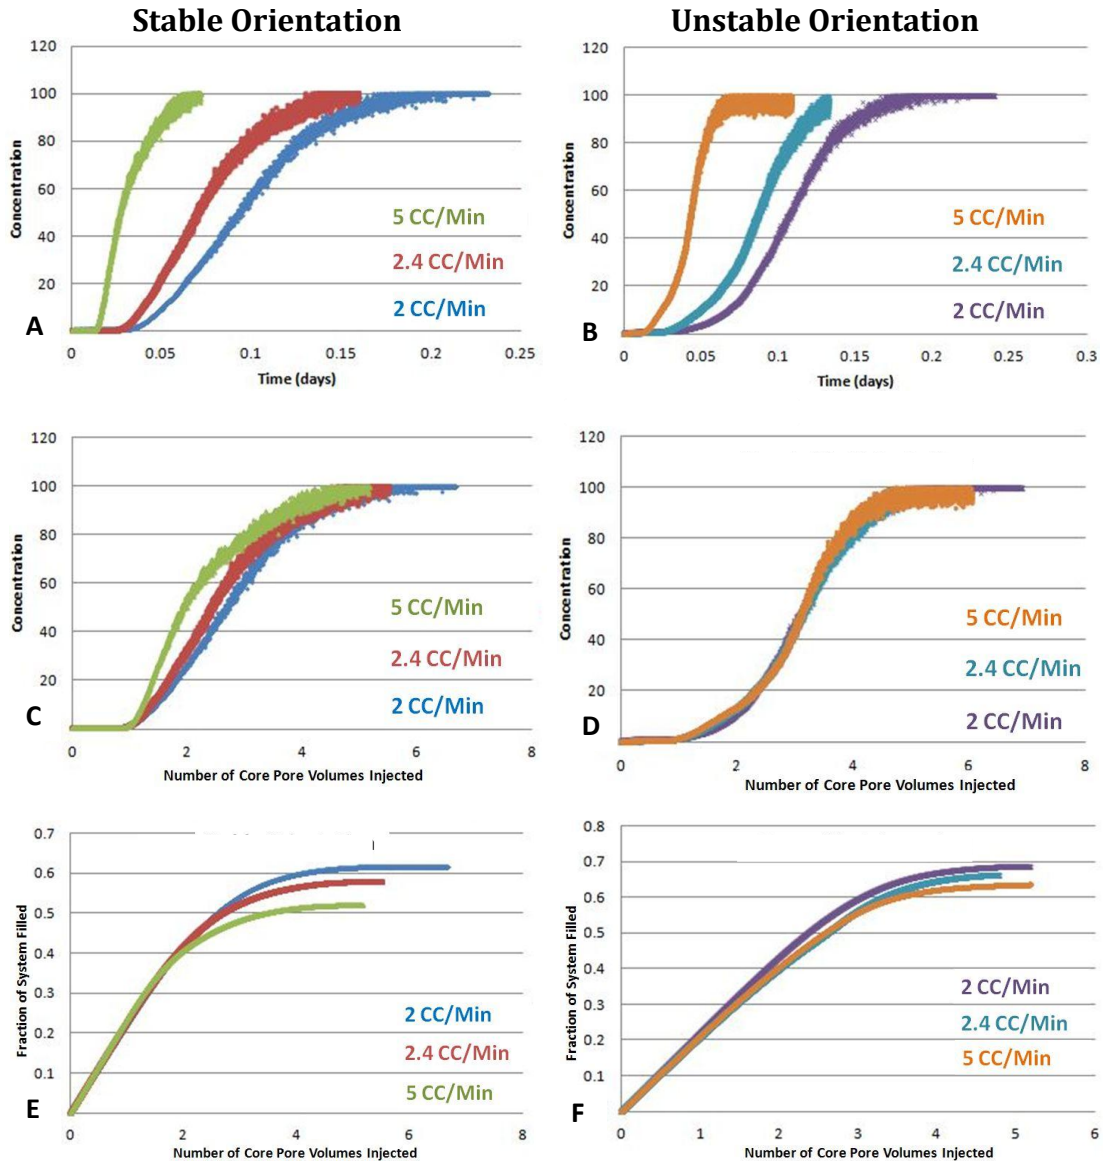 Stable Orientation
Unstable Orientation
120
100
80
60
40
20
Concentration
5 CC/Min
2.4 CC/Min
2 CC/Min
A
0
0.05
0.1
0.15
0.2
0.25
Time (days)
120
100
80
60
40
20
Concentration
5 CC/Min
2.4 CC/Min
2 CC/Min
B
0
0.05
0.1
0.15
0.2
0.25
0.3
Time (days)
120
100
80
60
40
20
Concentration
5 CC/Min
2.4 CC/Min
2 CC/Min
C
0
2
4
6
8
Number of Core Pore Volumes Injected
120
100
80
60
40
20
Concentration
5 CC/Min
2.4 CC/Min
2 CC/Min
D
0
2
4
6
8
Number of Core Pore Volumes Injected
0.7
0.6
0.5
0.4
0.3
0.2
0.1
Fraction of System Filled
2 CC/Min
2.4 CC/Min
5 CC/Min
E
0
2
4
6
8
Number of Core Pore Volumes Injected
0.8
0.7
0.6
0.5
0.4
0.3
0.2
0.1
Fraction of System Filled
2 CC/Min
2.4 CC/Min
5 CC/Min
F
0
1
2
3
4
5
6
Number of Core Pore Volumes Injected